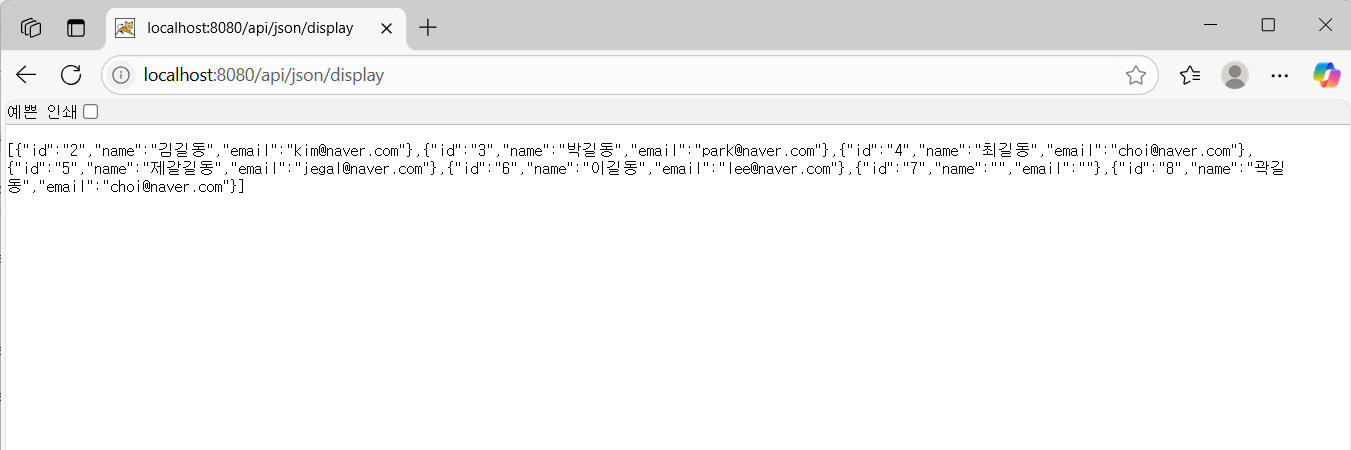 localhost:8080/api/json/display
localhost:8080/api/json/display
예쁜 인쇄
[{"id":"2","name":"김길동","email":"kim@naver.com"},{"id":"3","name":"박길동","email":"park@naver.com"},{"id":"4","name":"최길동","email":"choi@naver.com"},
{"id":"5","name":"제갈길동","email":"jegal@naver.com"},{"id":"6","name":"이길동","email":"lee@naver.com"},{"id":"7","name":"","email":""},{"id":"8","name":"곽길
동","email":"choi@naver.com"}]